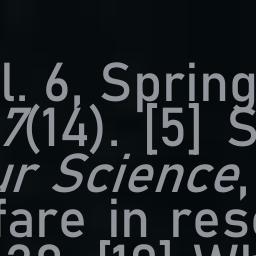 l. 6, Spring
7(14). [5] S
ur Science,
fare in res